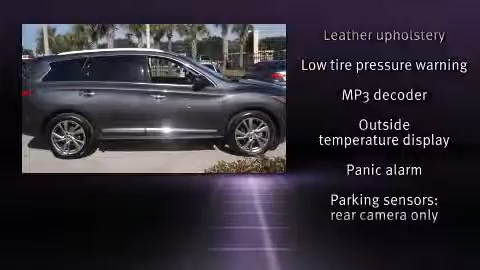 Leather upholstery
Low tire pressure warning
MP3 decoder
Outside
temperature display
Panic alarm
Parking sensors:
rear camera only